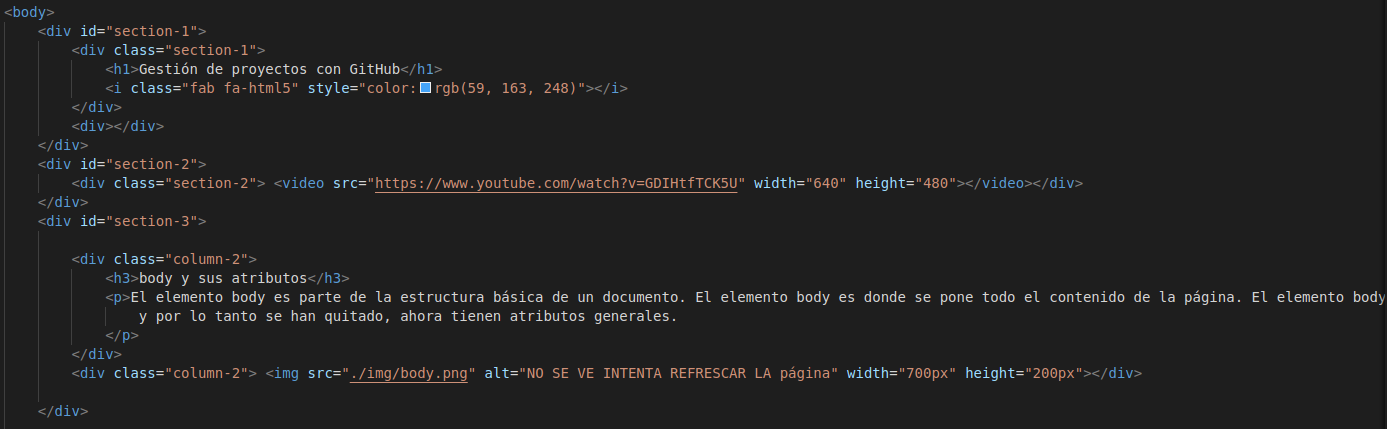 <body>
<div id="section-1">
<div class="section-1">
<h1>Gestión de proyectos con GitHub</h1>
<i class="fab fa-html5" style="color:rgb(59, 163, 248)"></i>
</div>
<div></div>
</div>
<div id="section-2">
<div class="section-2"> <video src="https://www.youtube.com/watch?v=GDIHtfTCK5U" width="640" height="480"></video></div>
</div>
<div id="section-3">
<div class="column-2">
<h3>body y sus atributos</h3>
<p>El elemento body es parte de la estructura básica de un documento. El elemento body es donde se pone todo el contenido de la página. El elemento body
y por lo tanto se han quitado, ahora tienen atributos generales.
</p>
</div>
<div class="column-2"> <img src="./img/body.png" alt="NO SE VE INTENTA REFRESCAR LA página" width="700px" height="200px"></div>
</div>